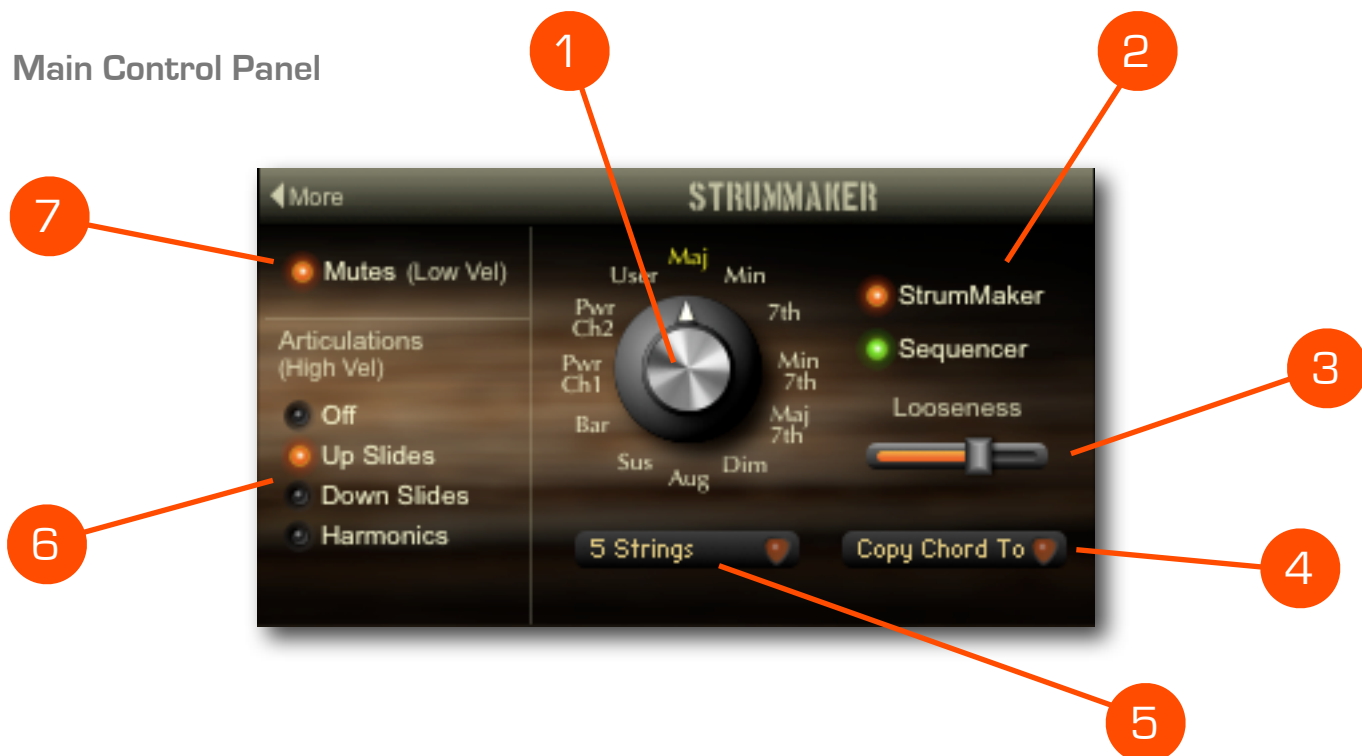 Main Control Panel
1
2
3
4
5
6
7
More
STRUMMAKER
Mutes (Low Vel)
Articulations
(High Vel)
Off
Up Slides
Down Slides
Harmonics
Maj
Min
7th
Min
7th
Maj
7th
Dim
Aug
Sus
Bar
Pwr
Ch1
Pwr
Ch2
User
StrumMaker
Sequencer
Looseness
5 Strings
Copy Chord To